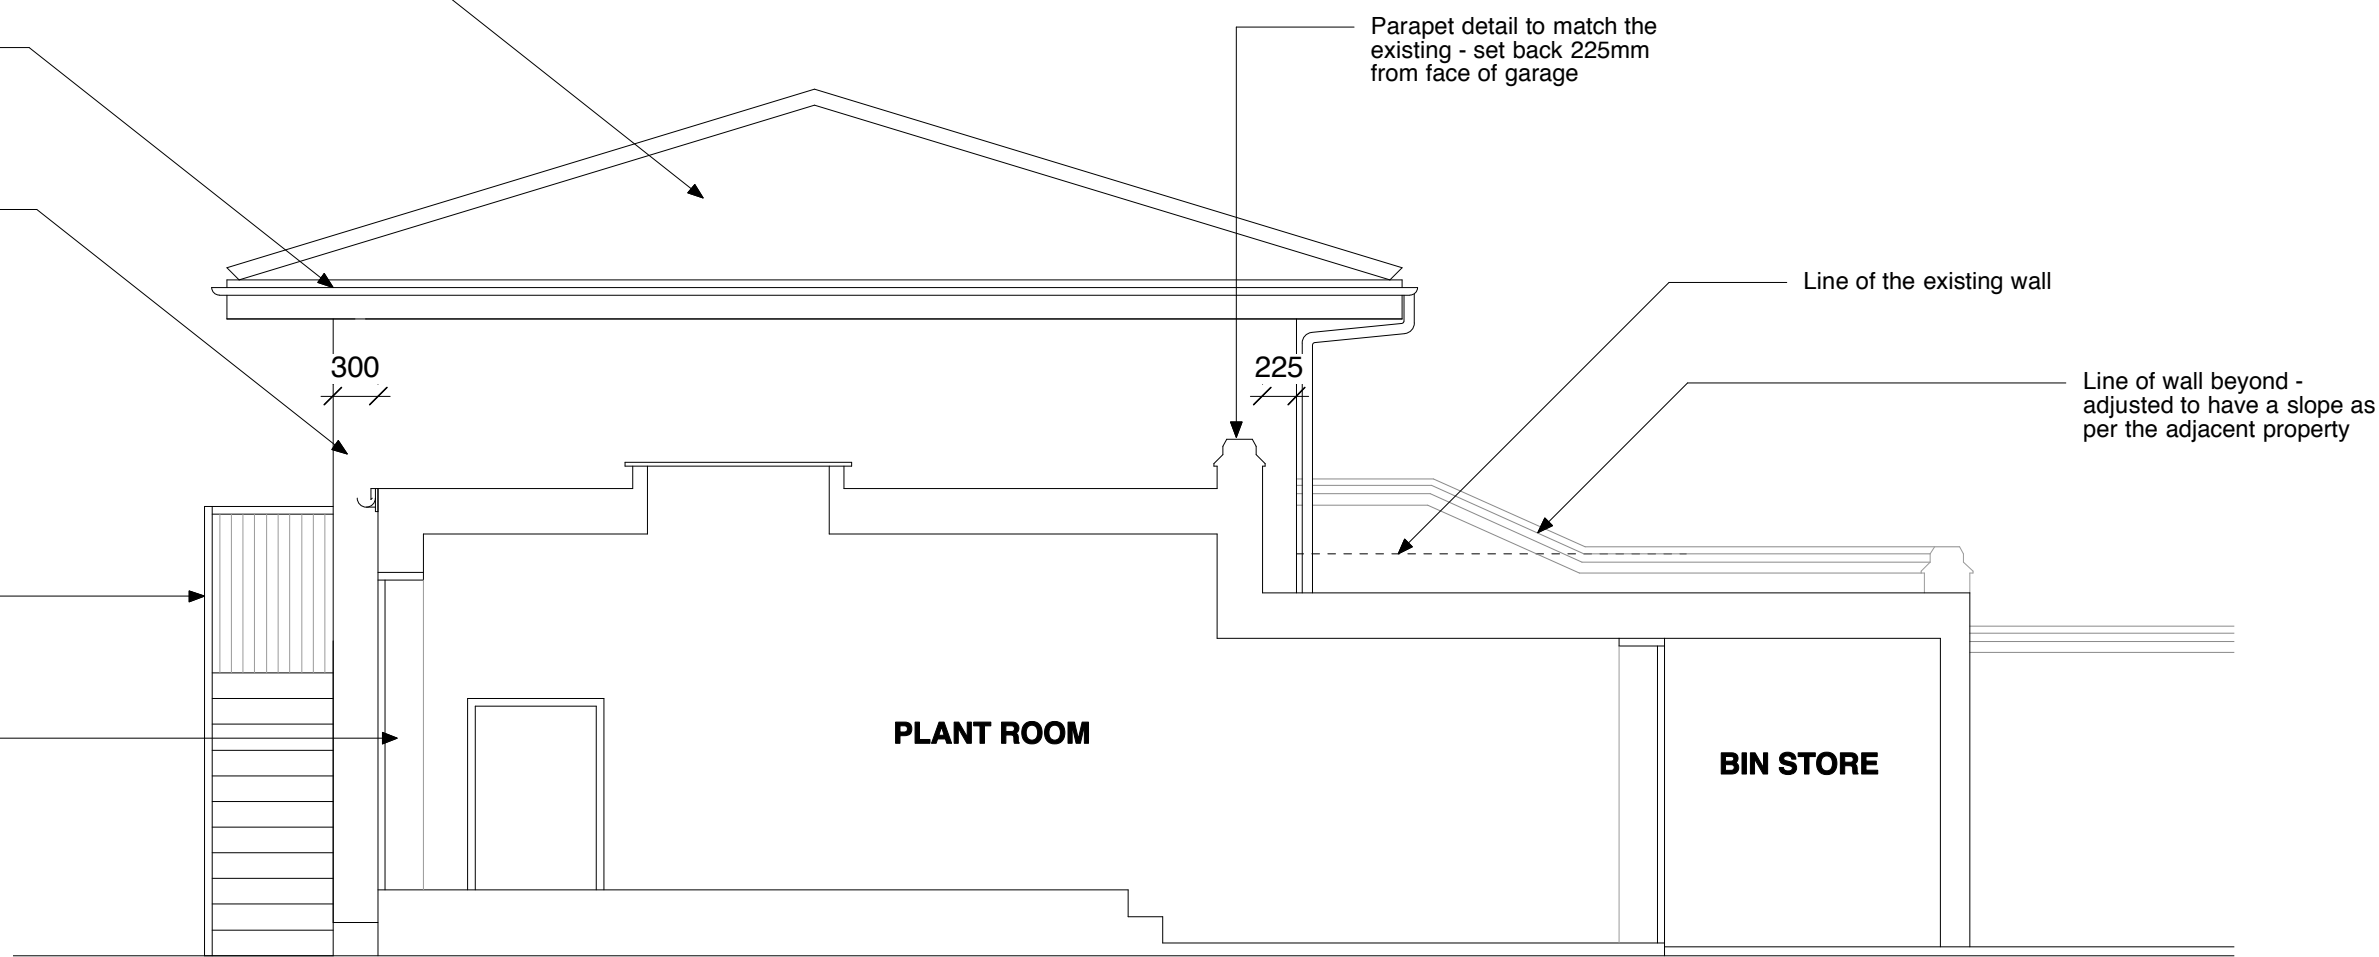 Parapet detail to match the
existing - set back 225mm
from face of garage
Line of the existing wall
Line of wall beyond -
adjusted to have a slope as
per the adjacent property
300
225
PLANT ROOM
BIN STORE